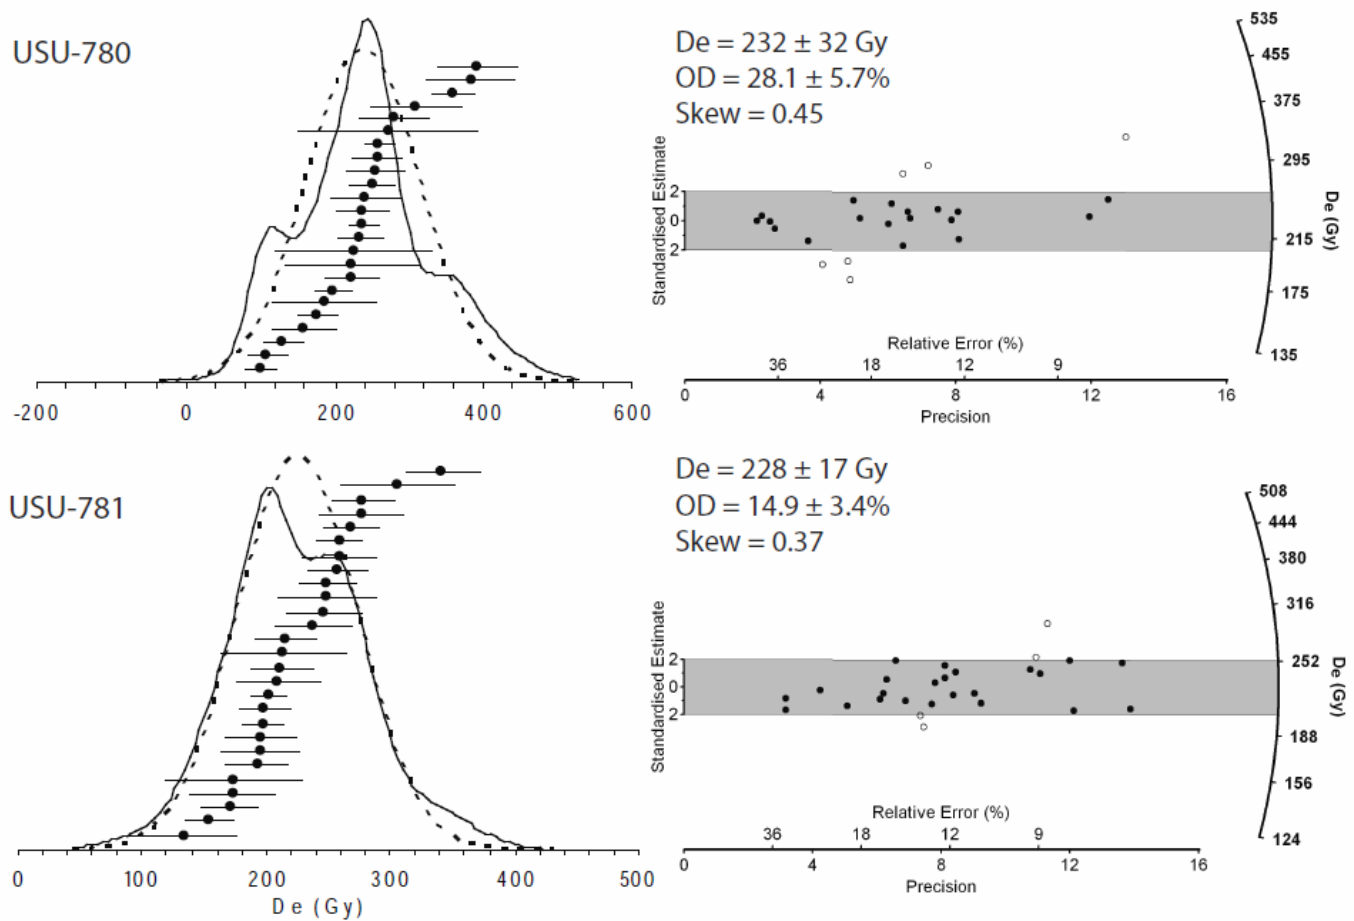 USU-780
De = 232 ± 32 Gy
OD = 28.1 ± 5.7%
Skew = 0.45
535
455
375
295
215
175
135
De (Gy)
Standardised Estimate
2
0
2
Relative Error (%)
36 18 12 9
0 4 8 12 16
Precision
-200 0 200 400 600
USU-781
De = 228 ± 17 Gy
OD = 14.9 ± 3.4%
Skew = 0.37
508
444
380
316
252
188
156
124
De (Gy)
Standardised Estimate
2
0
2
Relative Error (%)
36 18 12 9
0 4 8 12 16
Precision
0 100 200 300 400 500
De (Gy)